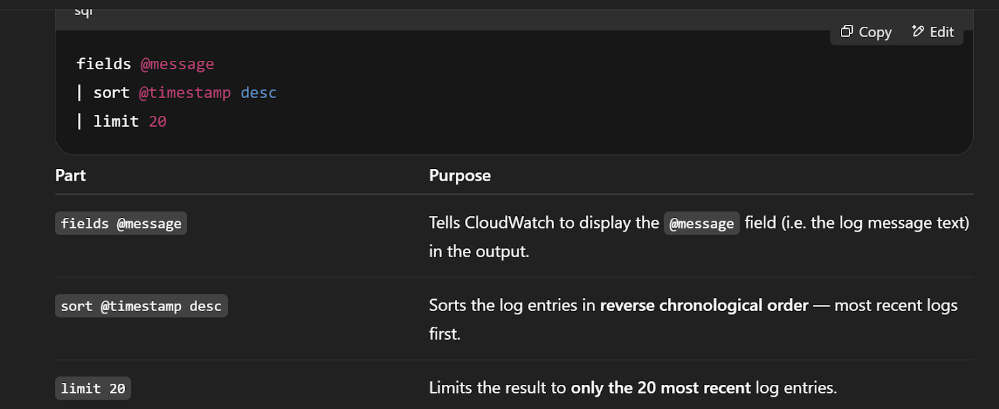 sql
Copy Edit
fields @message
| sort @timestamp desc
| limit 20
Part Purpose
fields @message Tells CloudWatch to display the @message field (i.e. the log message text)
in the output.
sort @timestamp desc Sorts the log entries in reverse chronological order — most recent logs
first.
limit 20 Limits the result to only the 20 most recent log entries.